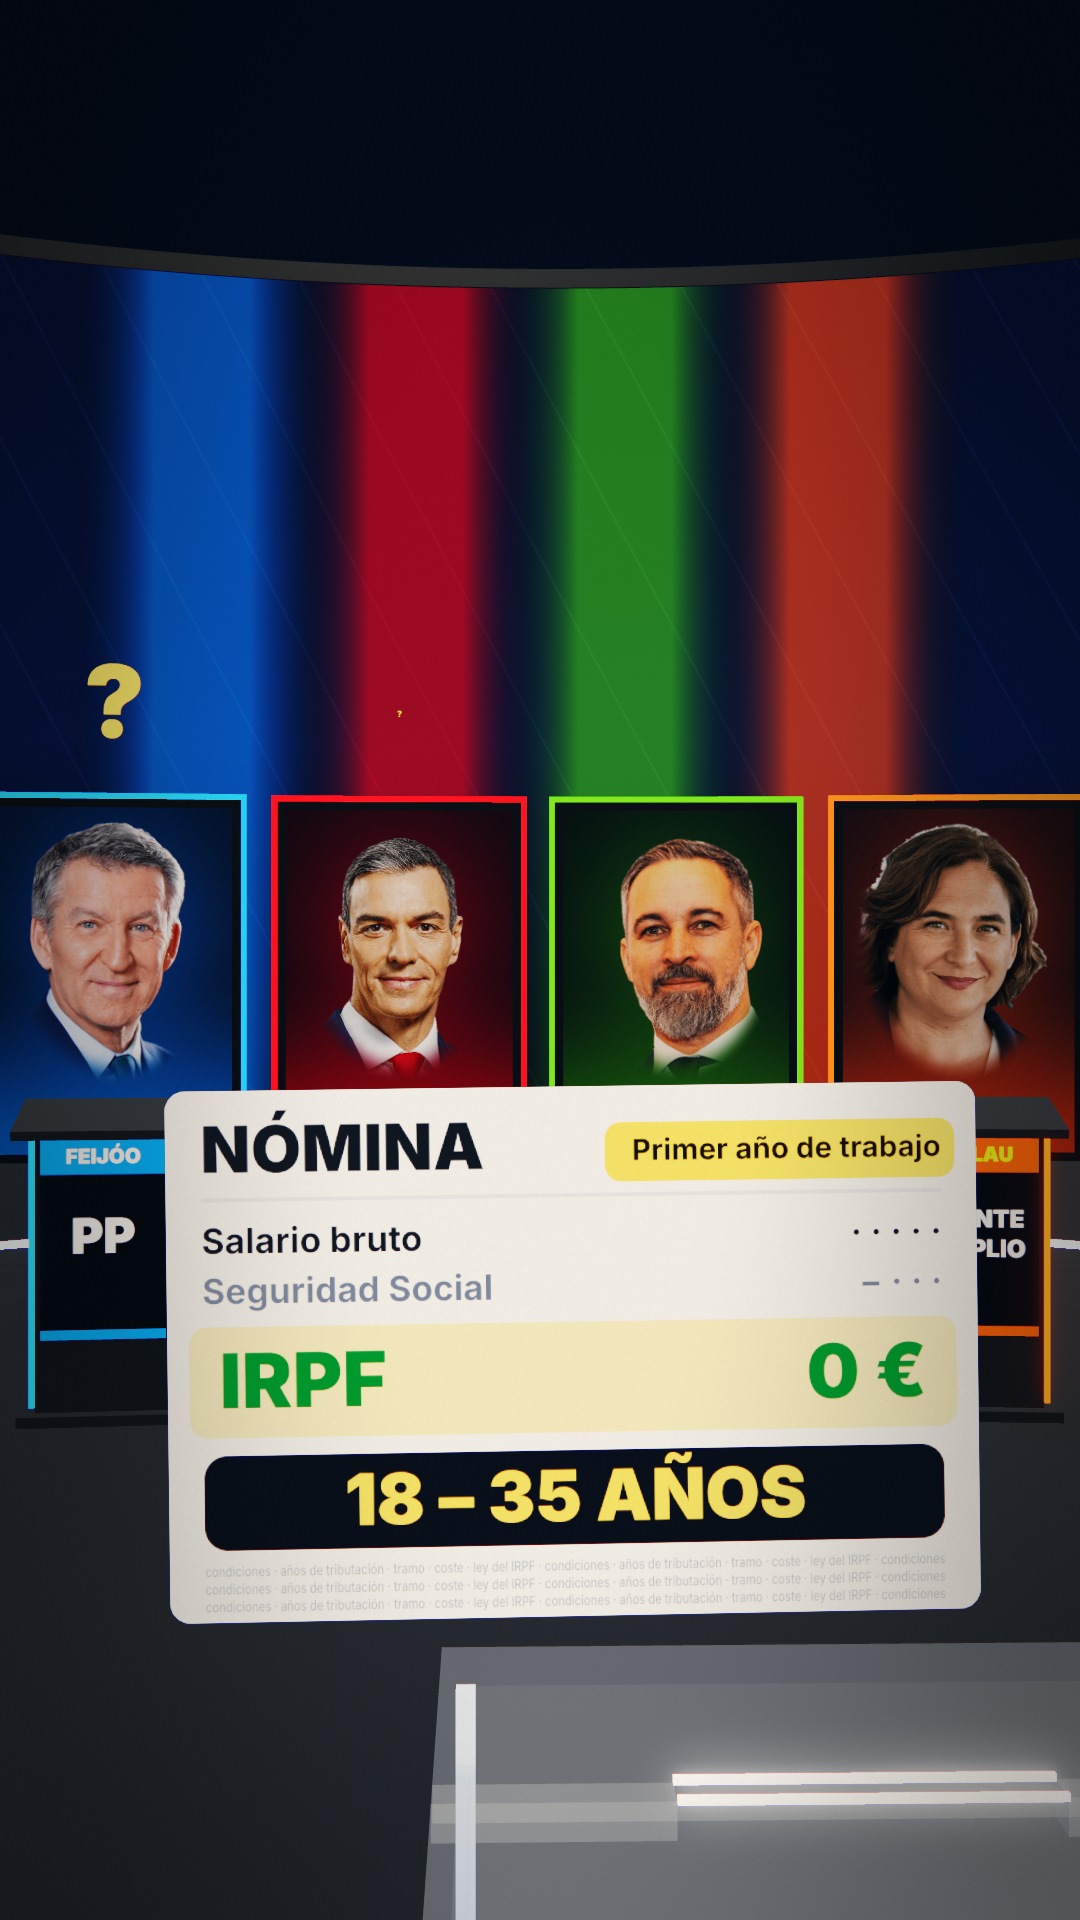 ?
?
FEIJÓO
PP
LAU
NTE
PLIO
NÓMINA
Primer año de trabajo
Salario bruto · · · · ·
Seguridad Social – · · ·
IRPF 0 €
18 – 35 AÑOS
condiciones · años de tributación · tramo · coste · ley del IRPF · condiciones · años de tributación · tramo · coste · ley del IRPF · condiciones
condiciones · años de tributación · tramo · coste · ley del IRPF · condiciones · años de tributación · tramo · coste · ley del IRPF · condiciones
condiciones · años de tributación · tramo · coste · ley del IRPF · condiciones · años de tributación · tramo · coste · ley del IRPF · condiciones